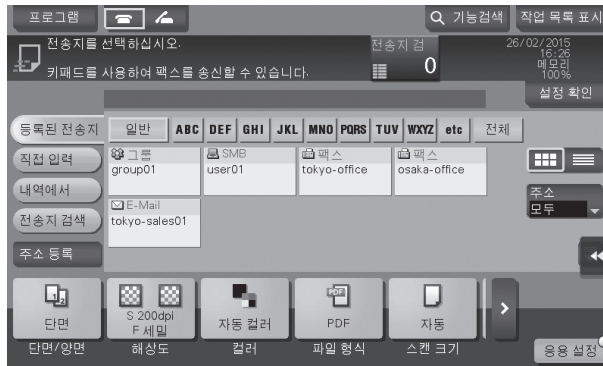 프로그램
기능검색
작업 목록 표시
전송지를 선택하십시오.
키패드를 사용하여 팩스를 송신할 수 있습니다.
전송지 검
0
26/02/2015
16:26
메모리
100%
설정 확인
등록된 전송지
일반 ABC DEF GHI JKL MNO PQRS TUV WXYZ etc 전체
직접 입력
내역에서
전송지 검색
주소 등록
그룹
group01
SMB
user01
팩스
tokyo-office
팩스
osaka-office
E-Mail
tokyo-sales01
주소
모두
단면
S 200dpi
F 세밀
자동 컬러
PDF
자동
단면/양면
해상도
컬러
파일 형식
스캔 크기
응용 설정